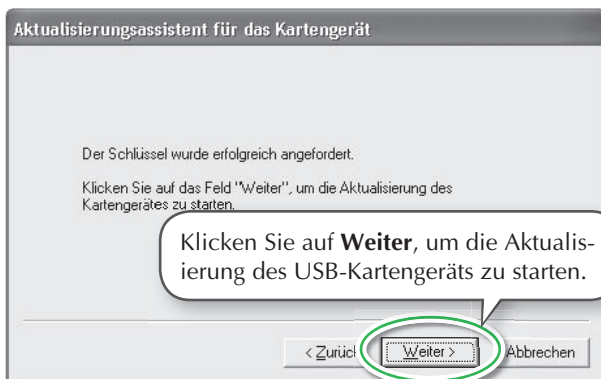 Aktualisierungsassistent für das Kartengerät
Der Schlüssel wurde erfolgreich angefordert.
Klicken Sie auf das Feld "Weiter", um die Aktualisierung des
Kartengerätes zu starten.
Klicken Sie auf Weiter, um die Aktualis-
ierung des USB-Kartengeräts zu starten.
< Zurück
Weiter >
Abbrechen